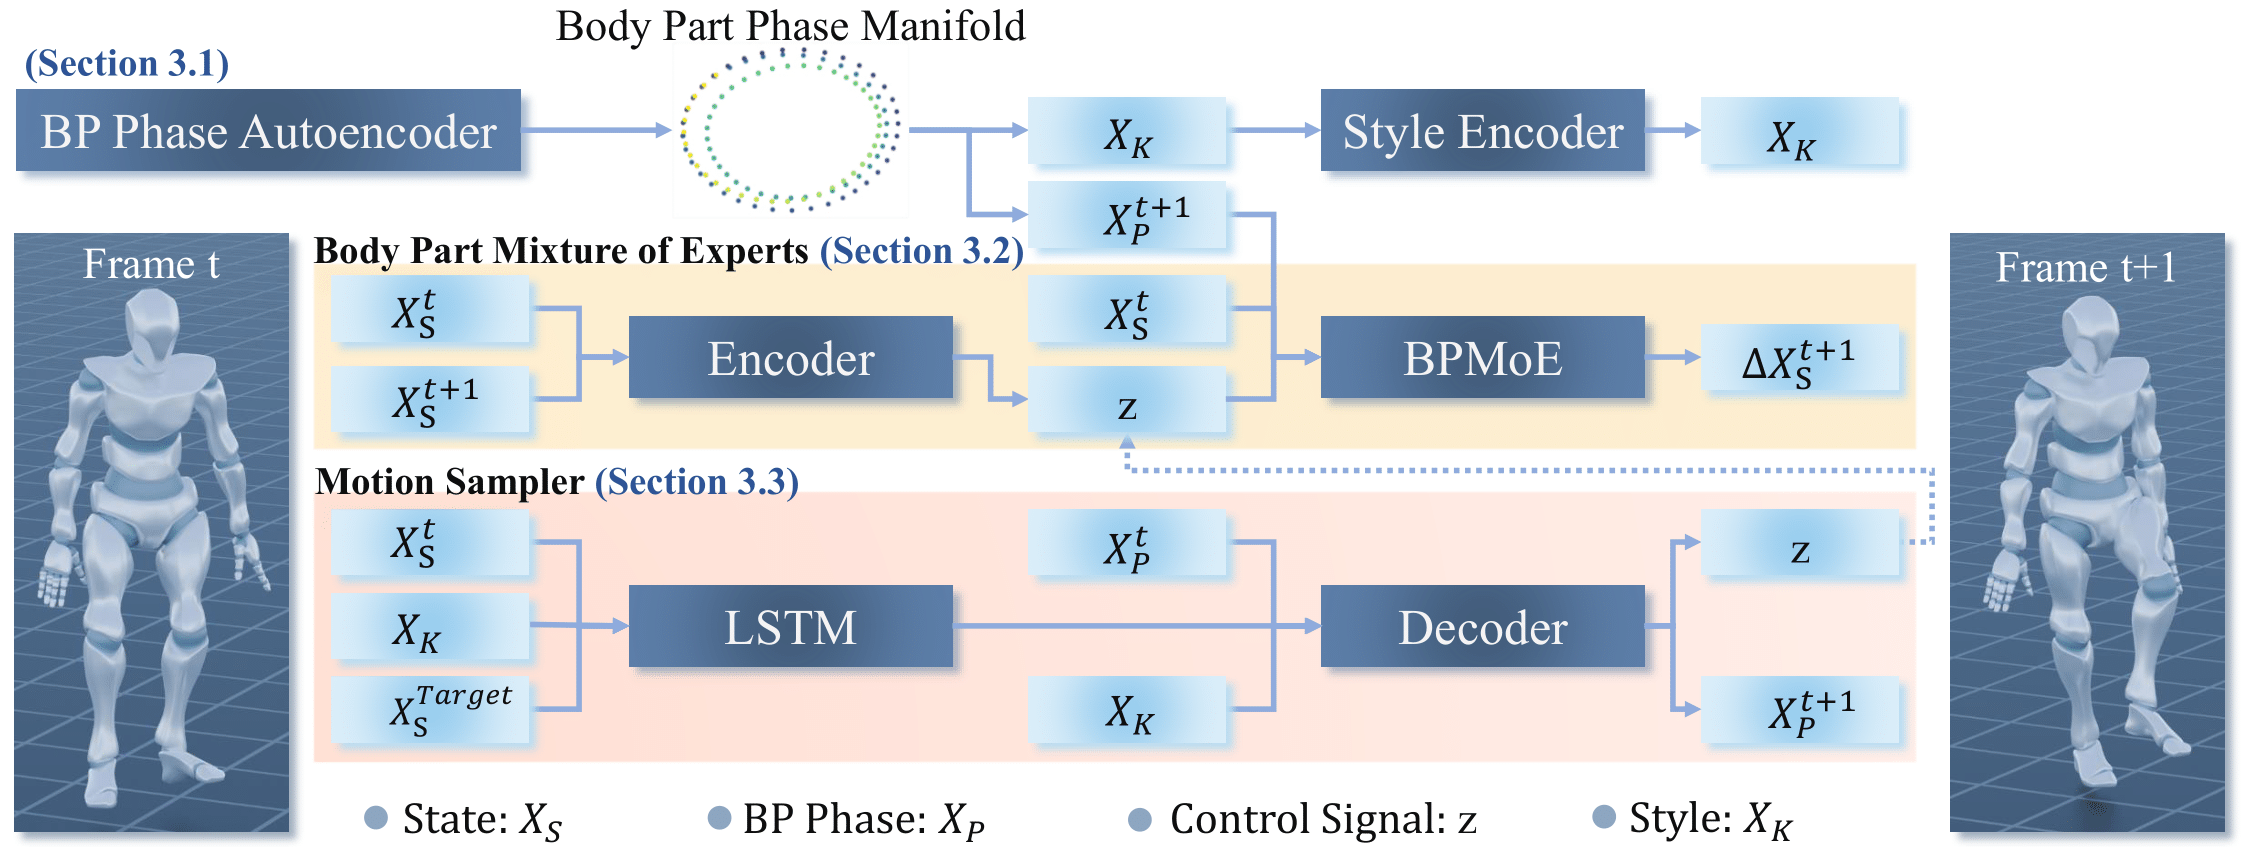 Body Part Phase Manifold
(Section 3.1)
BP Phase Autoencoder
X_K
Style Encoder
X_K
X_P^{t+1}
Frame t
Body Part Mixture of Experts (Section 3.2)
Frame t+1
X_S^t
X_S^{t+1}
Encoder
X_S^t
z
BPMoE
ΔX_S^{t+1}
Motion Sampler (Section 3.3)
X_S^t
X_K
X_S^{Target}
LSTM
X_P^t
X_K
Decoder
z
X_P^{t+1}
State: X_S
BP Phase: X_P
Control Signal: z
Style: X_K